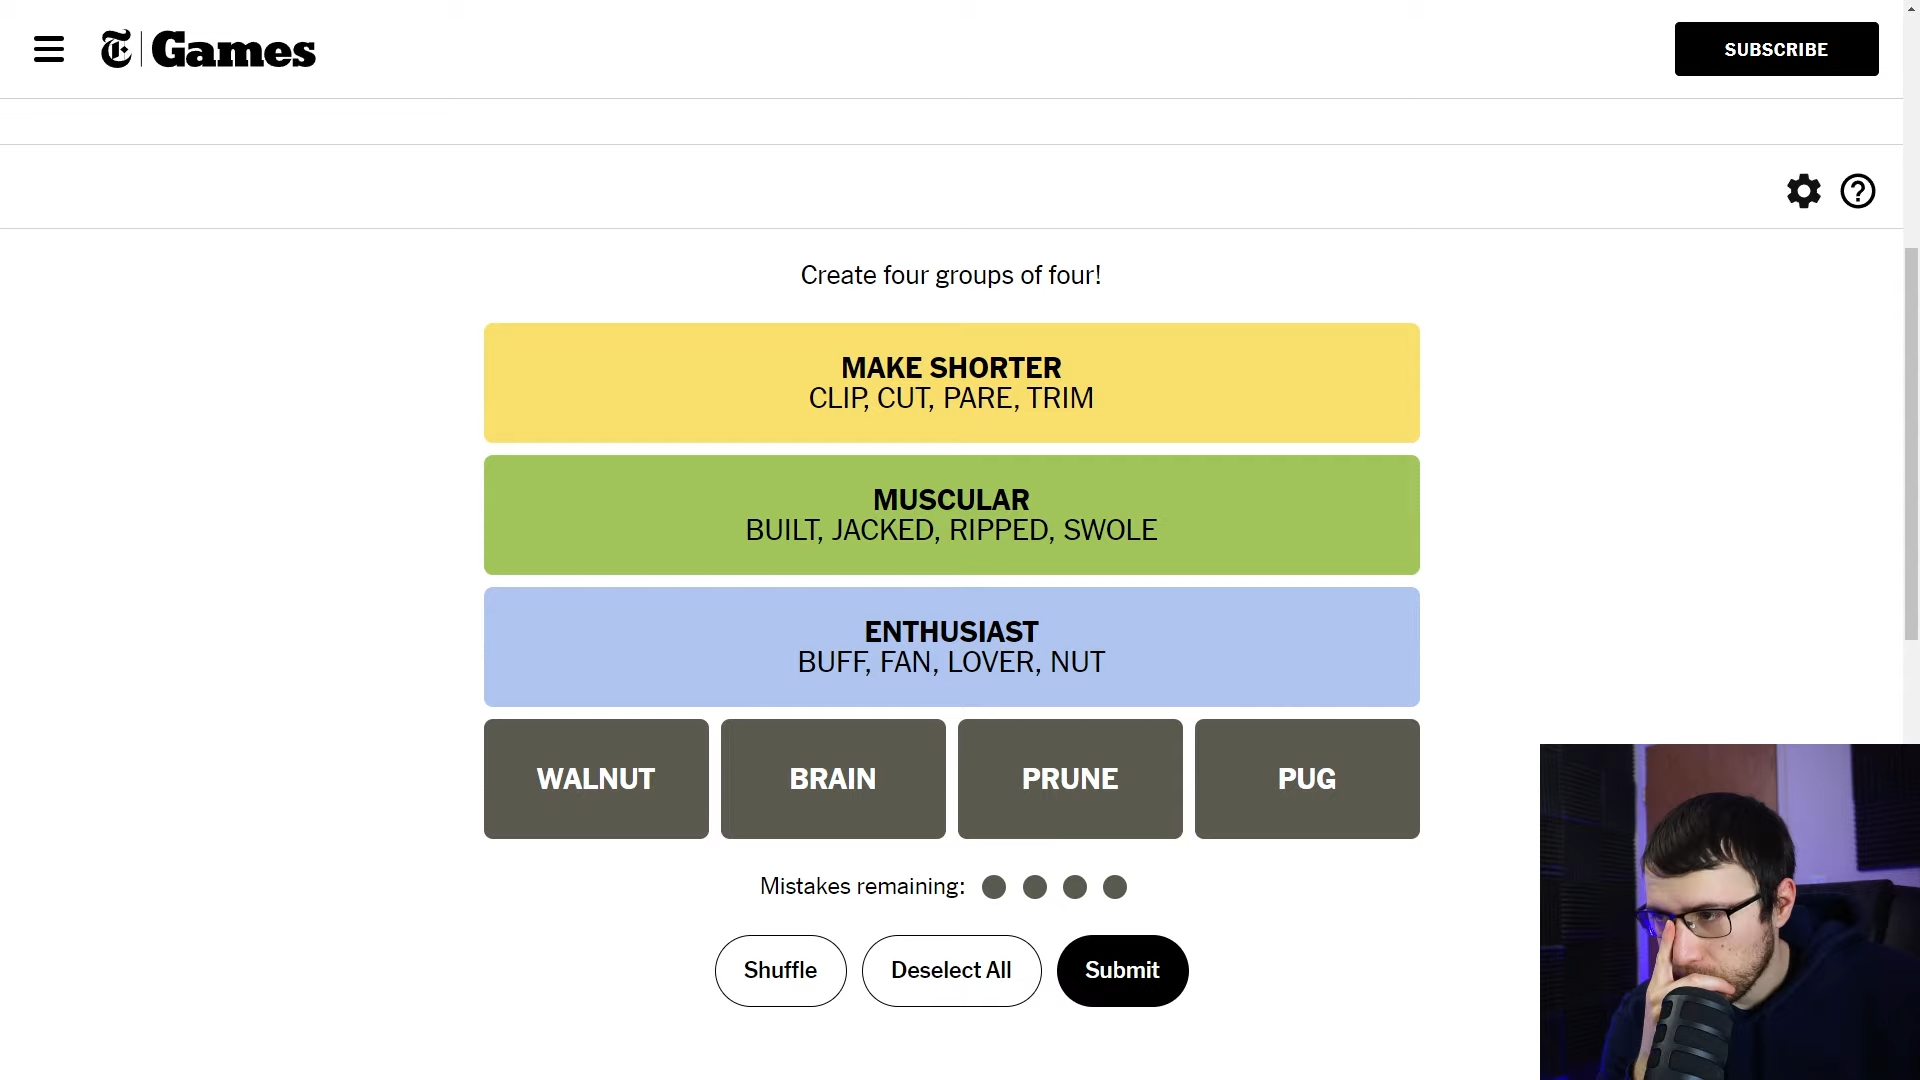 T Games
SUBSCRIBE
Create four groups of four!
MAKE SHORTER
CLIP, CUT, PARE, TRIM
MUSCULAR
BUILT, JACKED, RIPPED, SWOLE
ENTHUSIAST
BUFF, FAN, LOVER, NUT
WALNUT BRAIN PRUNE PUG
Mistakes remaining:
Shuffle Deselect All Submit